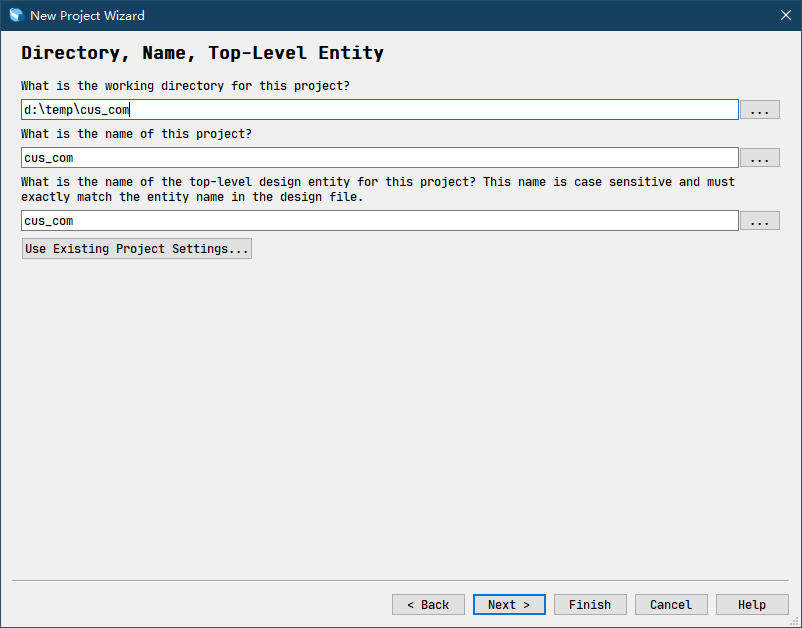 New Project Wizard
Directory, Name, Top-Level Entity
What is the working directory for this project?
d:\temp\cus_com
...
What is the name of this project?
cus_com
...
What is the name of the top-level design entity for this project? This name is case sensitive and must
exactly match the entity name in the design file.
cus_com
...
Use Existing Project Settings...
< Back
Next >
Finish
Cancel
Help